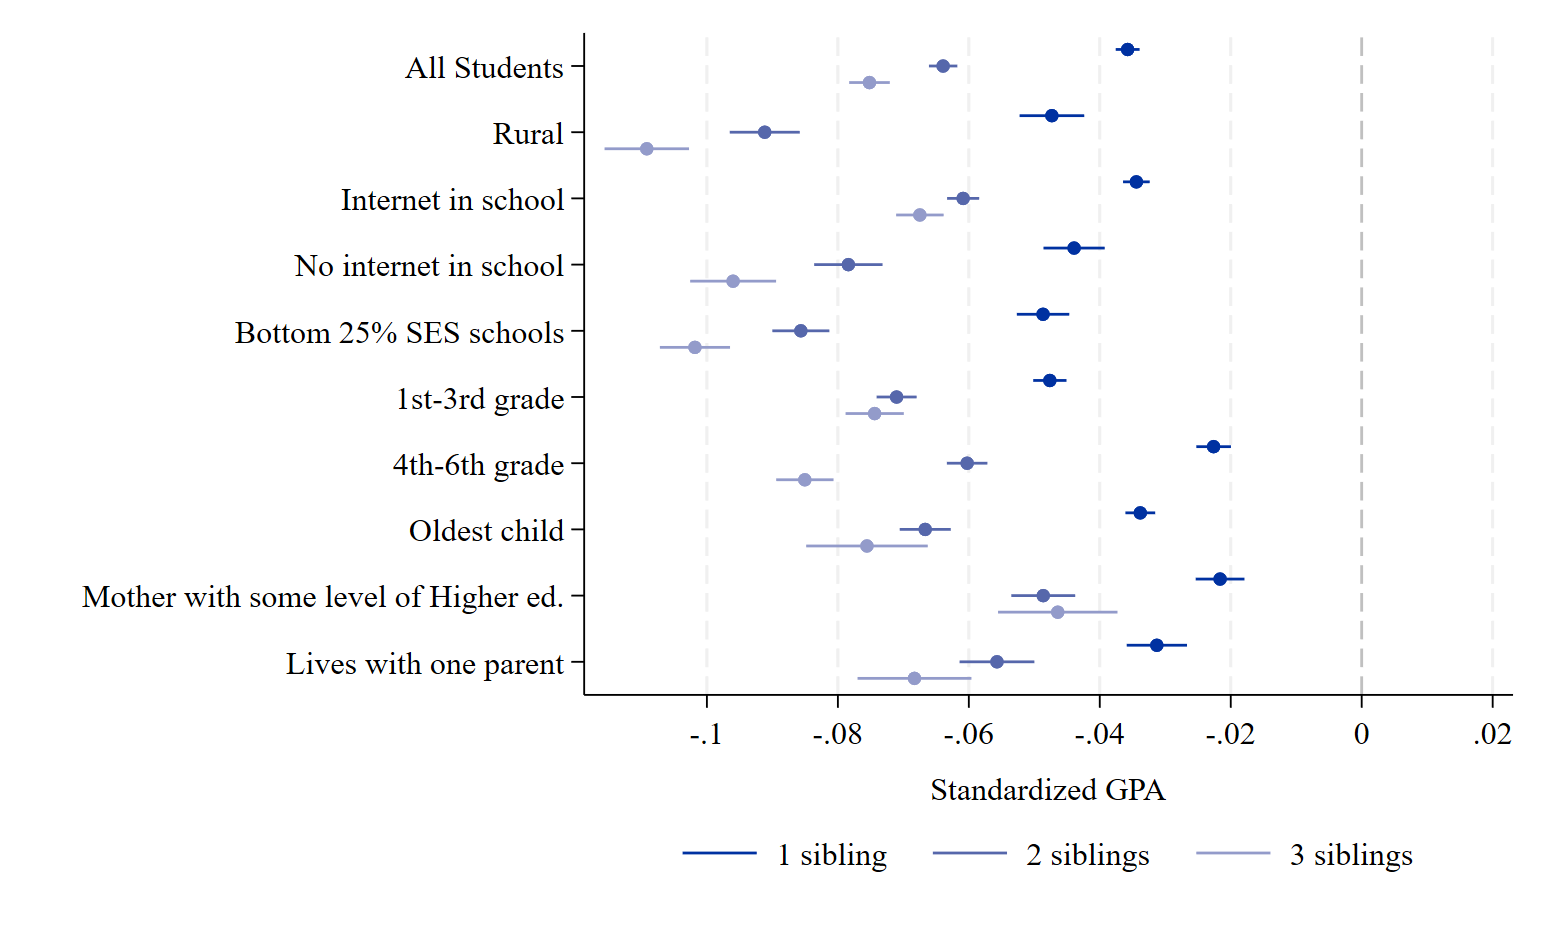 All Students
Rural
Internet in school
No internet in school
Bottom 25% SES schools
1st-3rd grade
4th-6th grade
Oldest child
Mother with some level of Higher ed.
Lives with one parent
-.1 -.08 -.06 -.04 -.02 0 .02
Standardized GPA
1 sibling 2 siblings 3 siblings